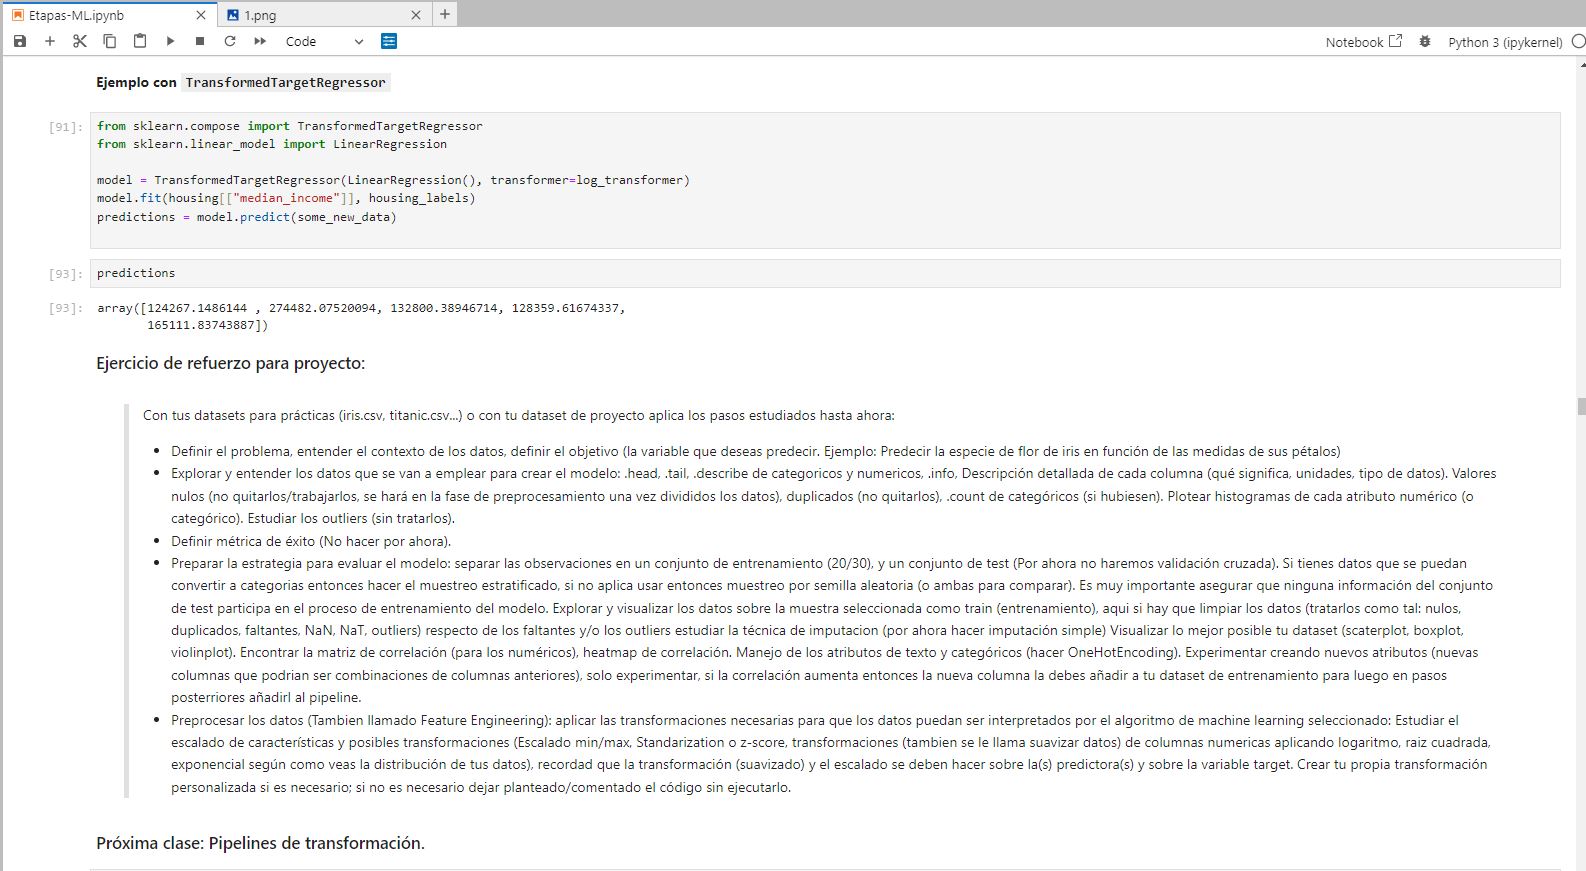 Etapas-ML.ipynb
1.png
Code
Notebook
Python 3 (ipykernel)
Ejemplo con TransformedTargetRegressor
[91]:
from sklearn.compose import TransformedTargetRegressor
from sklearn.linear_model import LinearRegression
model = TransformedTargetRegressor(LinearRegression(), transformer=log_transformer)
model.fit(housing[["median_income"]], housing_labels)
predictions = model.predict(some_new_data)
[93]:
predictions
[93]:
array([124267.1486144 , 274482.07520094, 132800.38946714, 128359.61674337,
165111.83743887])
Ejercicio de refuerzo para proyecto:
Con tus datasets para prácticas (iris.csv, titanic.csv...) o con tu dataset de proyecto aplica los pasos estudiados hasta ahora:
• Definir el problema, entender el contexto de los datos, definir el objetivo (la variable que deseas predecir. Ejemplo: Predecir la especie de flor de iris en función de las medidas de sus pétalos)
• Explorar y entender los datos que se van a emplear para crear el modelo: .head, .tail, .describe de categoricos y numericos, .info, Descripción detallada de cada columna (qué significa, unidades, tipo de datos). Valores
nulos (no quitarlos/trabajarlos, se hará en la fase de preprocesamiento una vez divididos los datos), duplicados (no quitarlos), .count de categóricos (si hubiesen). Plotear histogramas de cada atributo numérico (o
categórico). Estudiar los outliers (sin tratarlos).
• Definir métrica de éxito (No hacer por ahora).
• Preparar la estrategia para evaluar el modelo: separar las observaciones en un conjunto de entrenamiento (20/30), y un conjunto de test (Por ahora no haremos validación cruzada). Si tienes datos que se puedan
convertir a categorias entonces hacer el muestreo estratificado, si no aplica usar entonces muestreo por semilla aleatoria (o ambas para comparar). Es muy importante asegurar que ninguna información del conjunto
de test participa en el proceso de entrenamiento del modelo. Explorar y visualizar los datos sobre la muestra seleccionada como train (entrenamiento), aqui si hay que limpiar los datos (tratarlos como tal: nulos,
duplicados, faltantes, NaN, NaT, outliers) respecto de los faltantes y/o los outliers estudiar la técnica de imputacion (por ahora hacer imputación simple) Visualizar lo mejor posible tu dataset (scaterplot, boxplot,
violinplot). Encontrar la matriz de correlación (para los numéricos), heatmap de correlación. Manejo de los atributos de texto y categóricos (hacer OneHotEncoding). Experimentar creando nuevos atributos (nuevas
columnas que podrian ser combinaciones de columnas anteriores), solo experimentar, si la correlación aumenta entonces la nueva columna la debes añadir a tu dataset de entrenamiento para luego en pasos
posterriores añadirl al pipeline.
• Preprocesar los datos (Tambien llamado Feature Engineering): aplicar las transformaciones necesarias para que los datos puedan ser interpretados por el algoritmo de machine learning seleccionado: Estudiar el
escalado de características y posibles transformaciones (Escalado min/max, Standarization o z-score, transformaciones (tambien se le llama suavizar datos) de columnas numericas aplicando logaritmo, raiz cuadrada,
exponencial según como veas la distribución de tus datos), recordad que la transformación (suavizado) y el escalado se deben hacer sobre la(s) predictora(s) y sobre la variable target. Crear tu propia transformación
personalizada si es necesario; si no es necesario dejar planteado/comentado el código sin ejecutarlo.
Próxima clase: Pipelines de transformación.